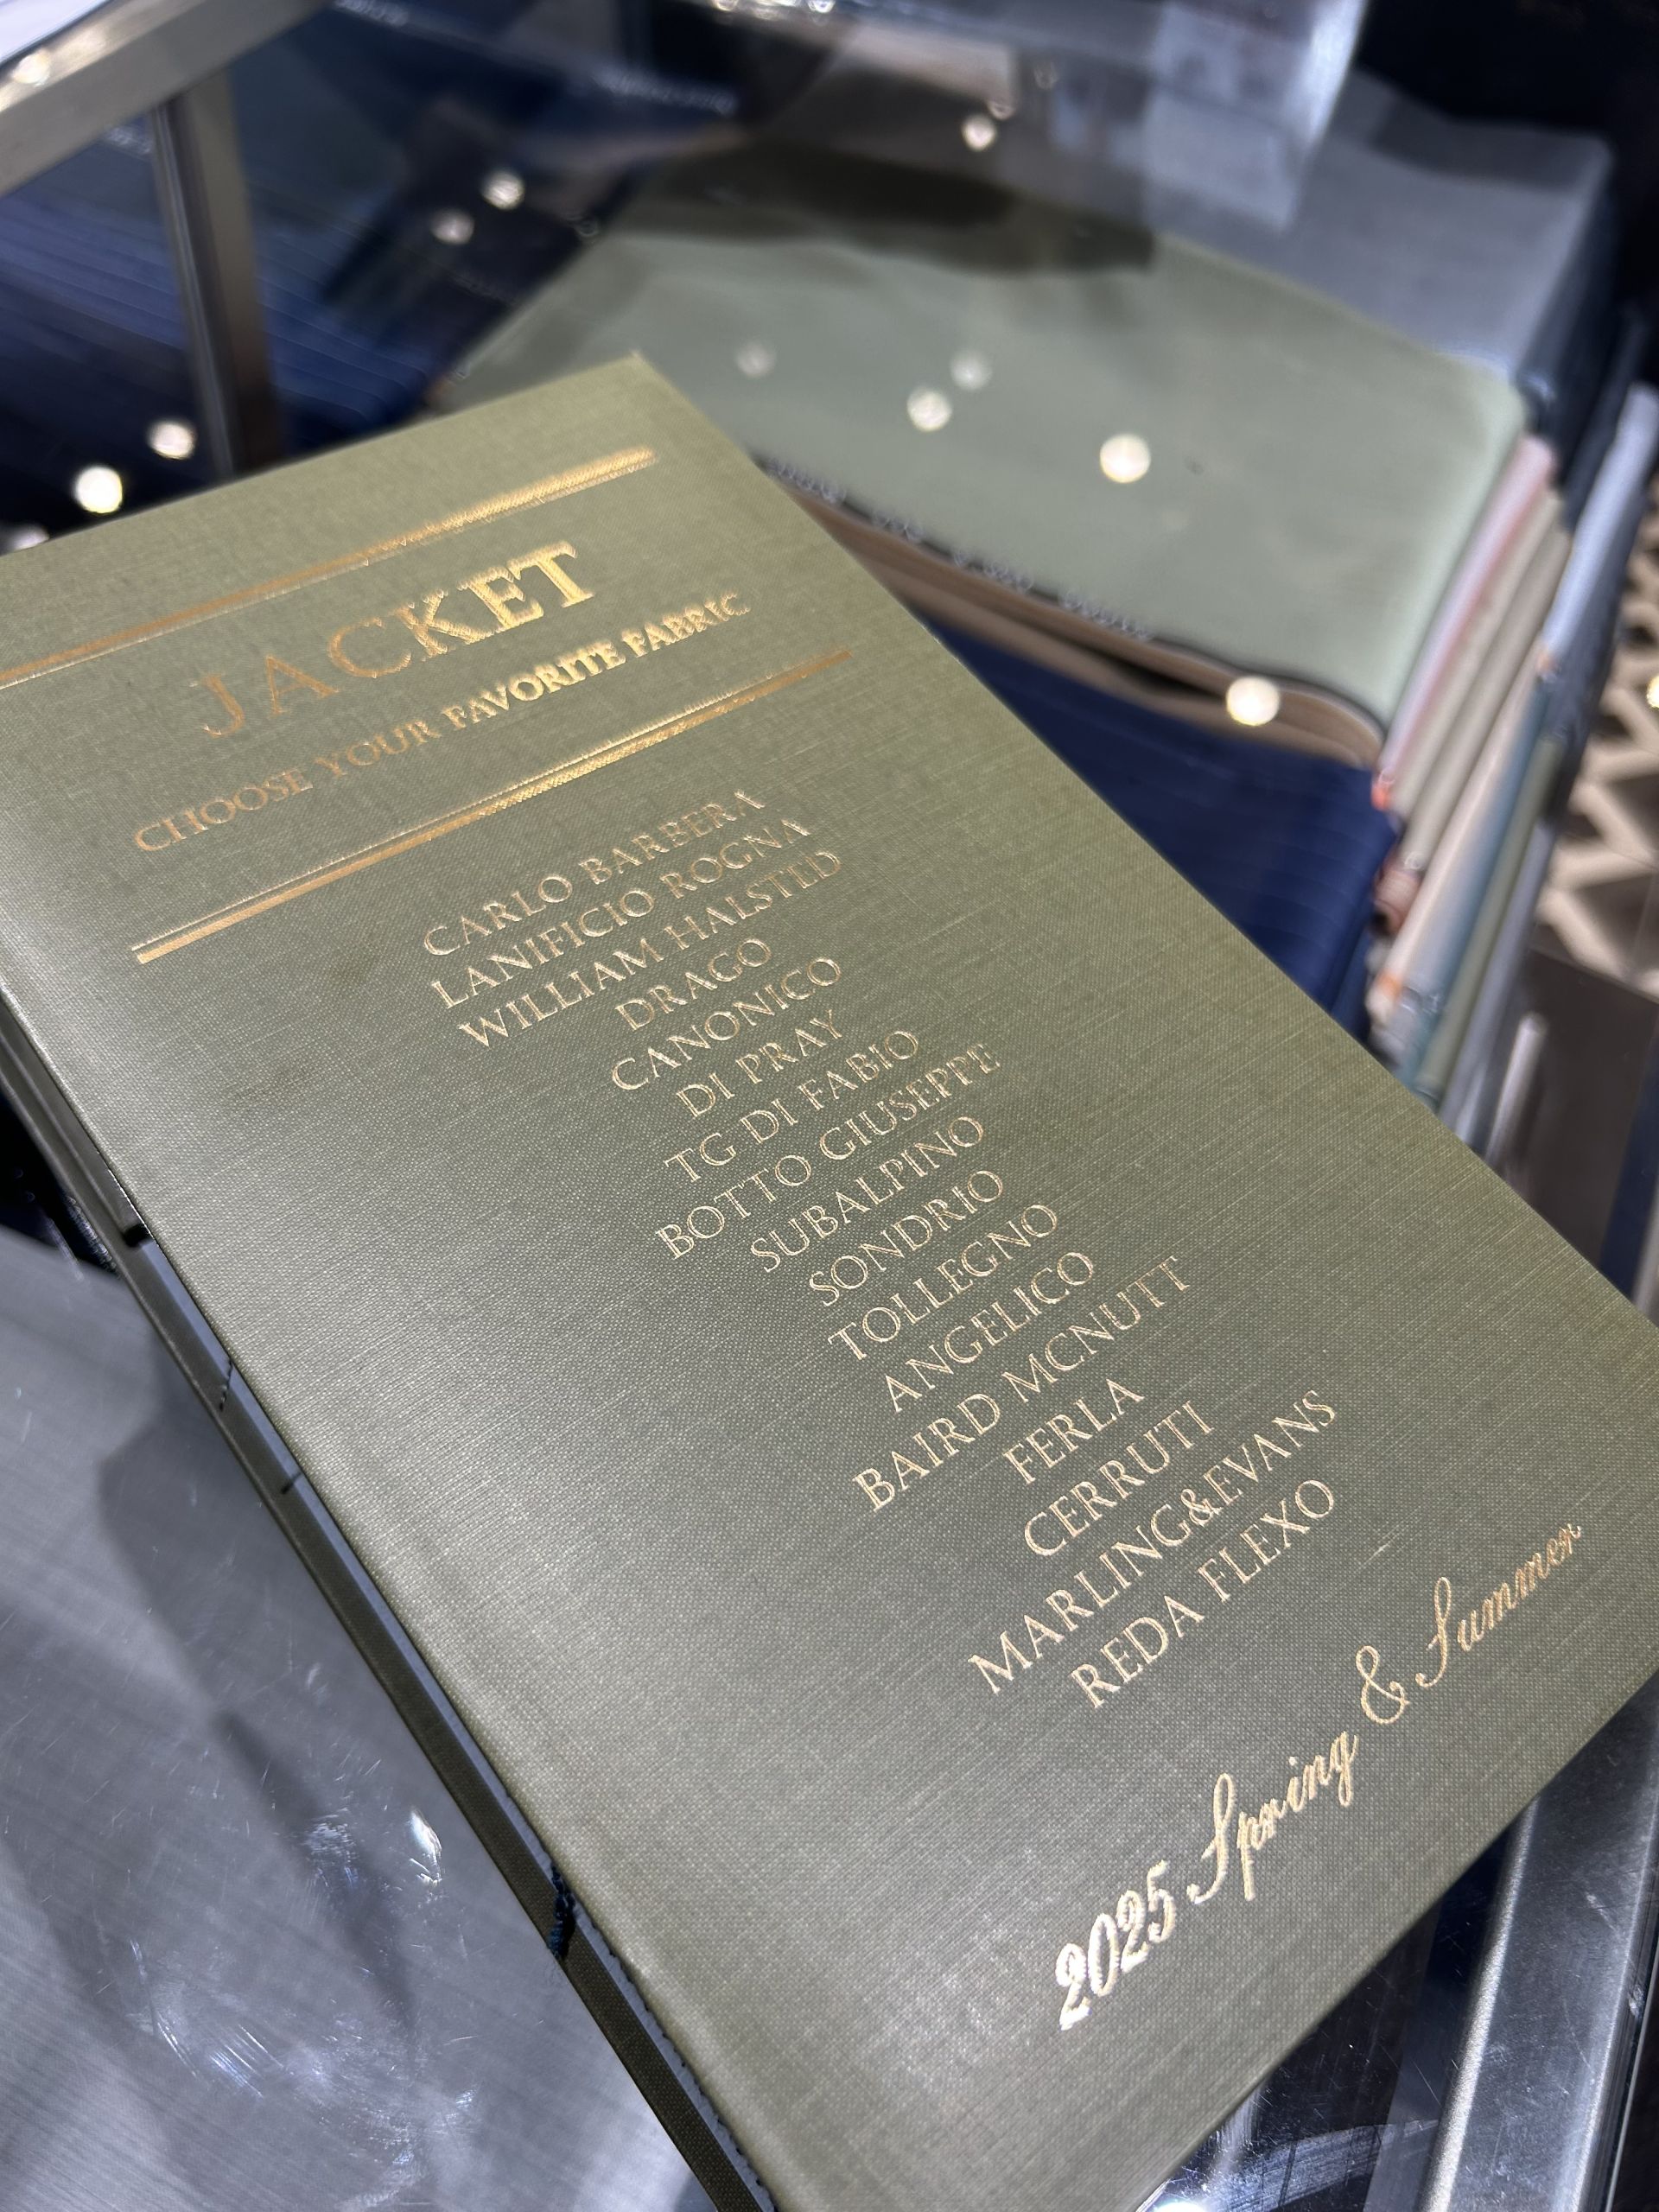 JACKET
CHOOSE YOUR FAVORITE FABRIC
CARLO BARBERA
LANIFICIO ROGNA
WILLIAM HALSTED
DRAGO
CANONICO
DI PRAY
TG DI FABIO
BOTTO GIUSEPPE
SUBALPINO
SONDRIO
TOLLEGNO
ANGELICO
BAIRD MCNUTT
FERLA
CERRUTI
MARLING&EVANS
REDA FLEXO
2025 Spring & Summer